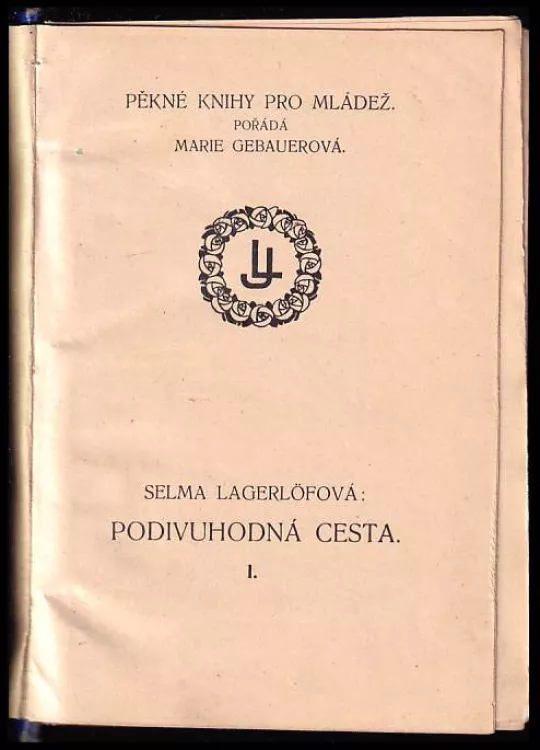 PĚKNÉ KNIHY PRO MLÁDEŽ.
POŘÁDÁ
MARIE GEBAUEROVÁ.
JL
SELMA LAGERLÖFOVÁ:
PODIVUHODNÁ CESTA.
I.